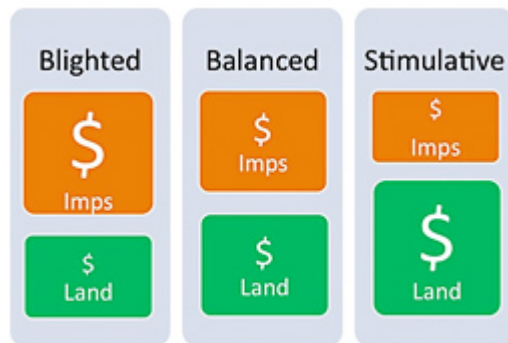 Blighted
$
Imps
$
Land
Balanced
$
Imps
$
Land
Stimulative
$
Imps
$
Land